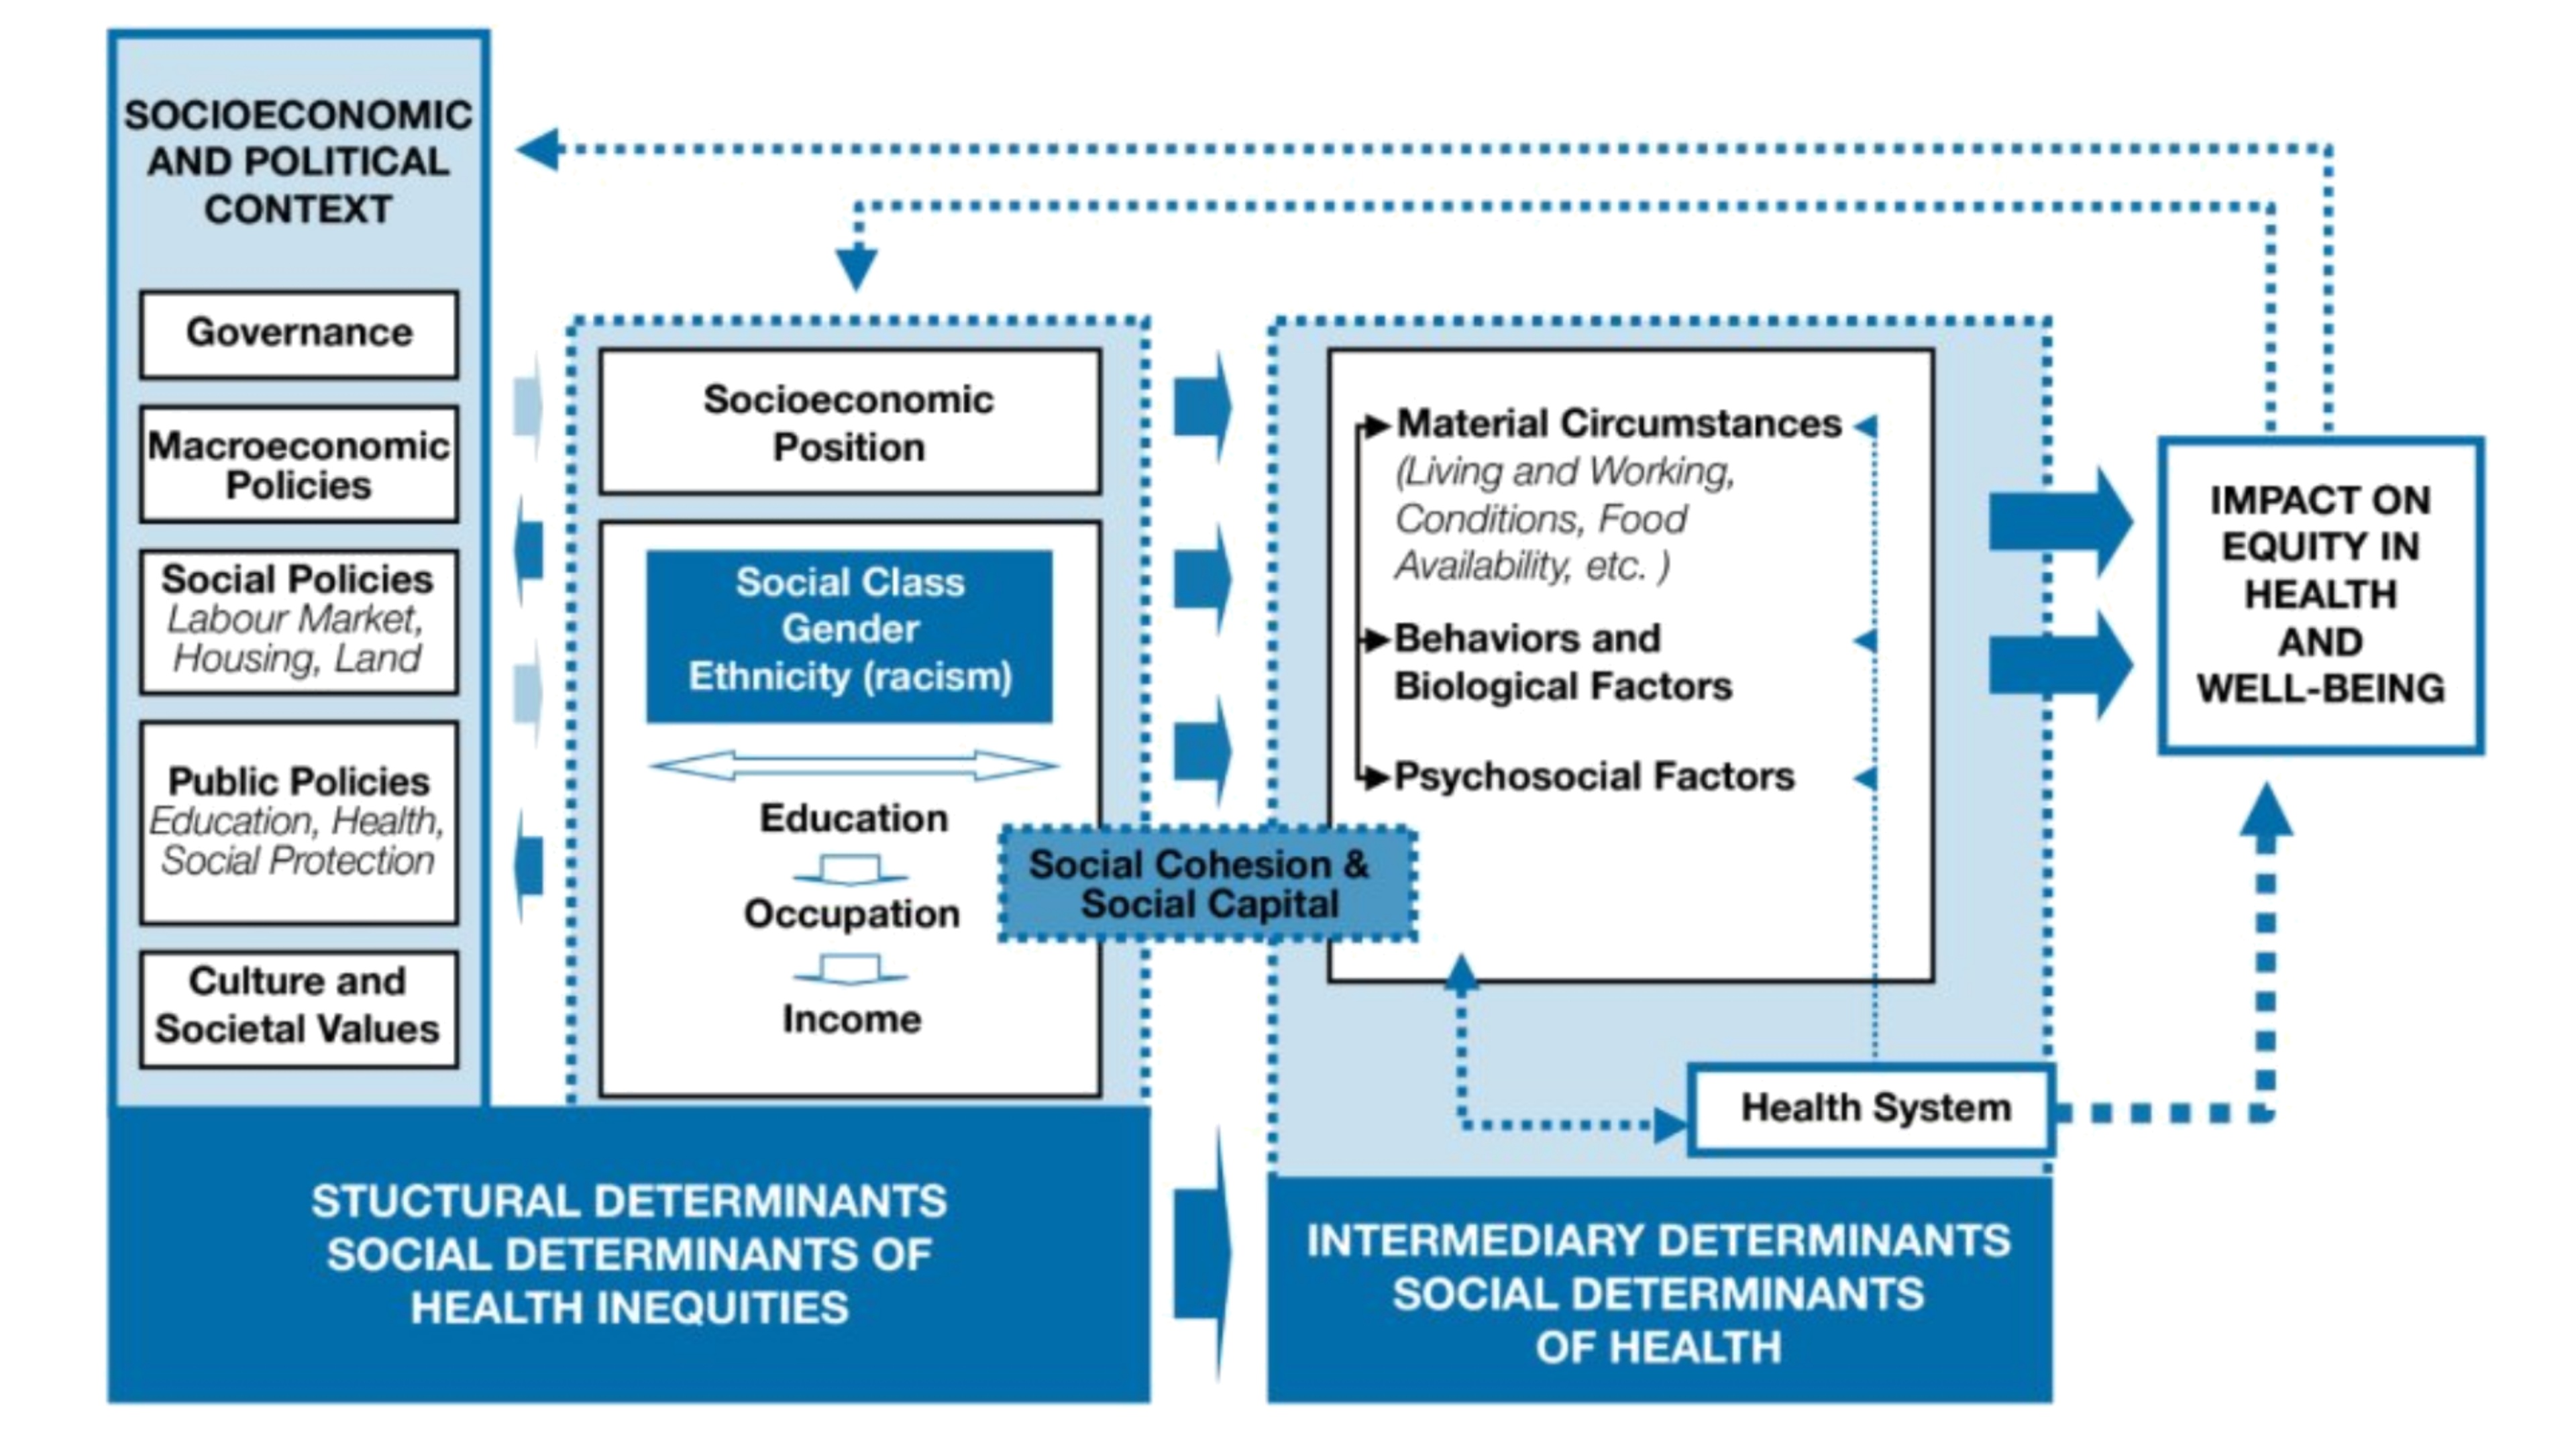 SOCIOECONOMIC
AND POLITICAL
CONTEXT
Governance
Macroeconomic
Policies
Social Policies
Labour Market,
Housing, Land
Public Policies
Education, Health,
Social Protection
Culture and
Societal Values
Socioeconomic
Position
Social Class
Gender
Ethnicity (racism)
Education
Occupation
Income
Social Cohesion &
Social Capital
Material Circumstances
(Living and Working,
Conditions, Food
Availability, etc. )
Behaviors and
Biological Factors
Psychosocial Factors
Health System
IMPACT ON
EQUITY IN
HEALTH
AND
WELL-BEING
STUCTURAL DETERMINANTS
SOCIAL DETERMINANTS OF
HEALTH INEQUITIES
INTERMEDIARY DETERMINANTS
SOCIAL DETERMINANTS
OF HEALTH